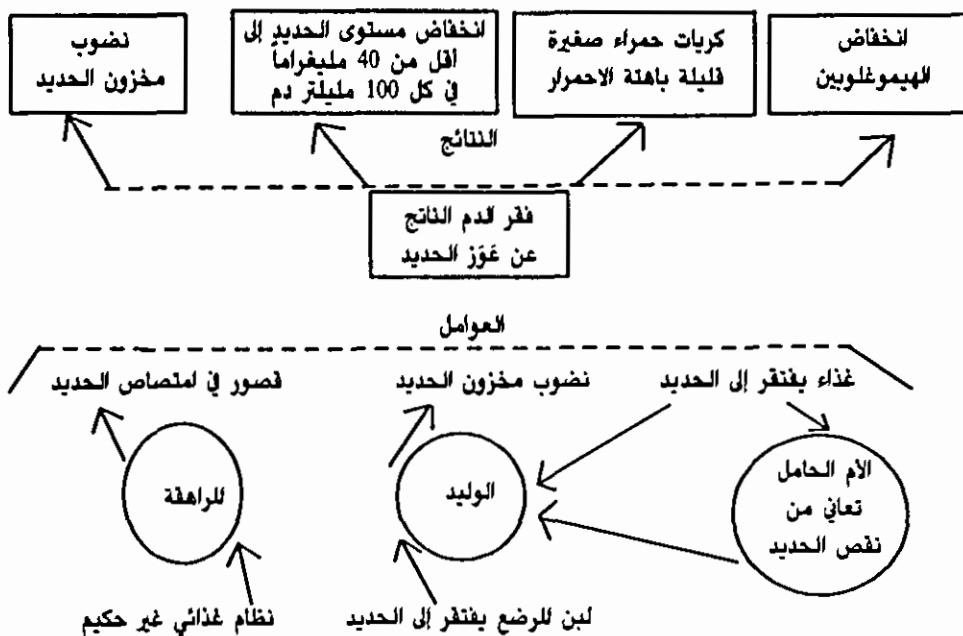 انخفاض
الهيموغلوبين
كريات حمراء صغيرة
قليلة باهتة الاحمرار
انخفاض مستوى الحديد إلى
أقل من 40 مليغراماً
في كل 100 مليلتر دم
نضوب
مخزون الحديد
النتائج
فقر الدم الناتج
عن عَوَز الحديد
العوامل
غذاء يفتقر إلى الحديد
نضوب مخزون الحديد
قصور في امتصاص الحديد
الأم الحامل
تعاني من
نقص الحديد
الوليد
المراهقة
لبن للرضع يفتقر إلى الحديد
نظام غذائي غير حكيم